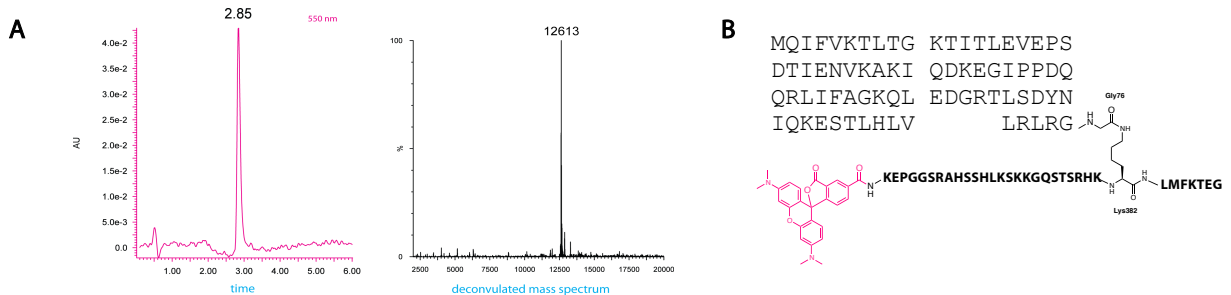 A
2.85
550 nm
4.0e-2
3.5e-2
3.0e-2
2.5e-2
2.0e-2
1.5e-2
1.0e-2
5.0e-3
0.0
AU
1.00 2.00 3.00 4.00 5.00 6.00
time
12613
100
%
0
2500 5000 7500 10000 12500 15000 17500 20000
deconvulated mass spectrum
B
MQIFVKTLTG KTITLEVEPS
DTIENVKAKI QDKEGIPPDQ
QRLIFAGKQL EDGRTLSDYN
IQKESTLHLV LRLRG
Gly76
O
H
N
NH
O
O
O
N
H
KEPGGSRAHSSHLKSKKGQSTSRHK
N
H
O
H
N
LMFKTEG
Lys382
N
O
N